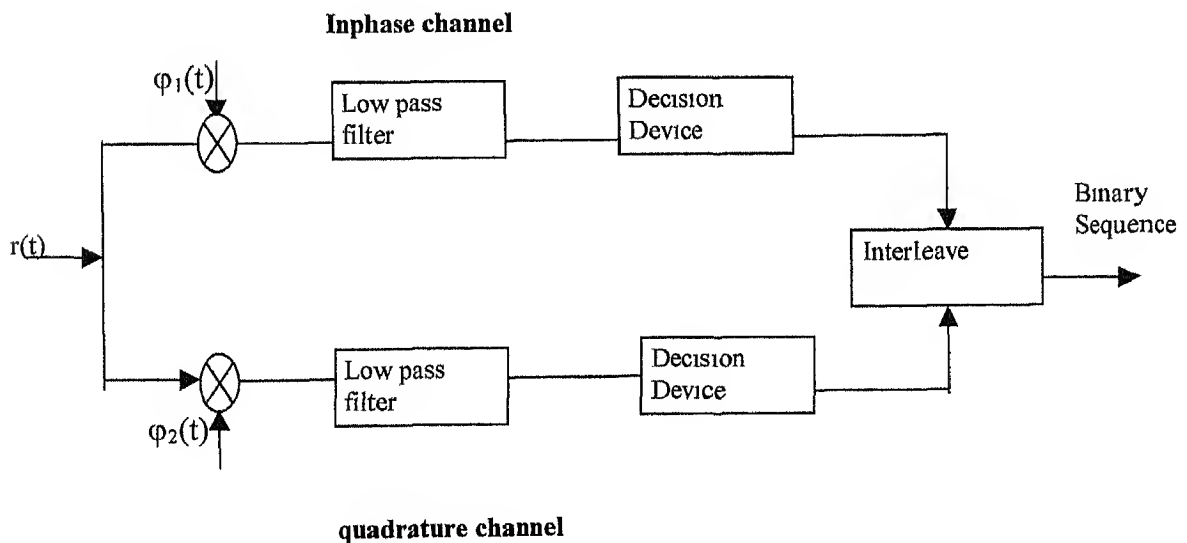 Inphase channel
φ₁(t)
Low pass
filter
Decision
Device
Binary
Sequence
r(t)
Interleave
Low pass
filter
Decision
Device
φ₂(t)
quadrature channel